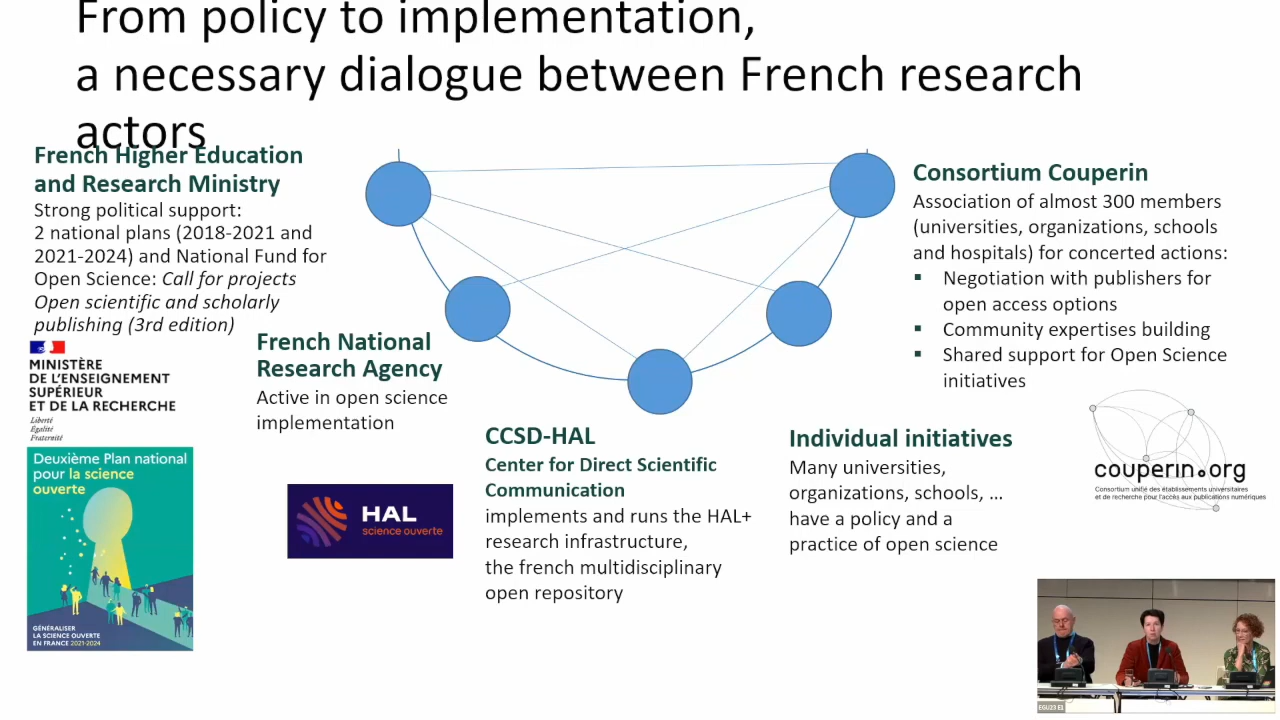 From policy to implementation,
a necessary dialogue between French research
actors
French Higher Education
and Research Ministry
Strong political support:
2 national plans (2018-2021 and
2021-2024) and National Fund for
Open Science: Call for projects
Open scientific and scholarly
publishing (3rd edition)
MINISTÈRE
DE L'ENSEIGNEMENT
SUPÉRIEUR
ET DE LA RECHERCHE
Liberté
Égalité
Fraternité
Deuxième Plan national
pour la science
ouverte
GÉNÉRALISER
LA SCIENCE OUVERTE
EN FRANCE 2021-2024
French National
Research Agency
Active in open science
implementation
HAL
science ouverte
CCSD-HAL
Center for Direct Scientific
Communication
implements and runs the HAL+
research infrastructure,
the french multidisciplinary
open repository
Individual initiatives
Many universities,
organizations, schools, ...
have a policy and a
practice of open science
Consortium Couperin
Association of almost 300 members
(universities, organizations, schools
and hospitals) for concerted actions:
▪ Negotiation with publishers for
open access options
▪ Community expertises building
▪ Shared support for Open Science
initiatives
couperin.org
Consortium unifié des établissements universitaires
et de recherche pour l'accès aux publications numériques
EGU23 E1